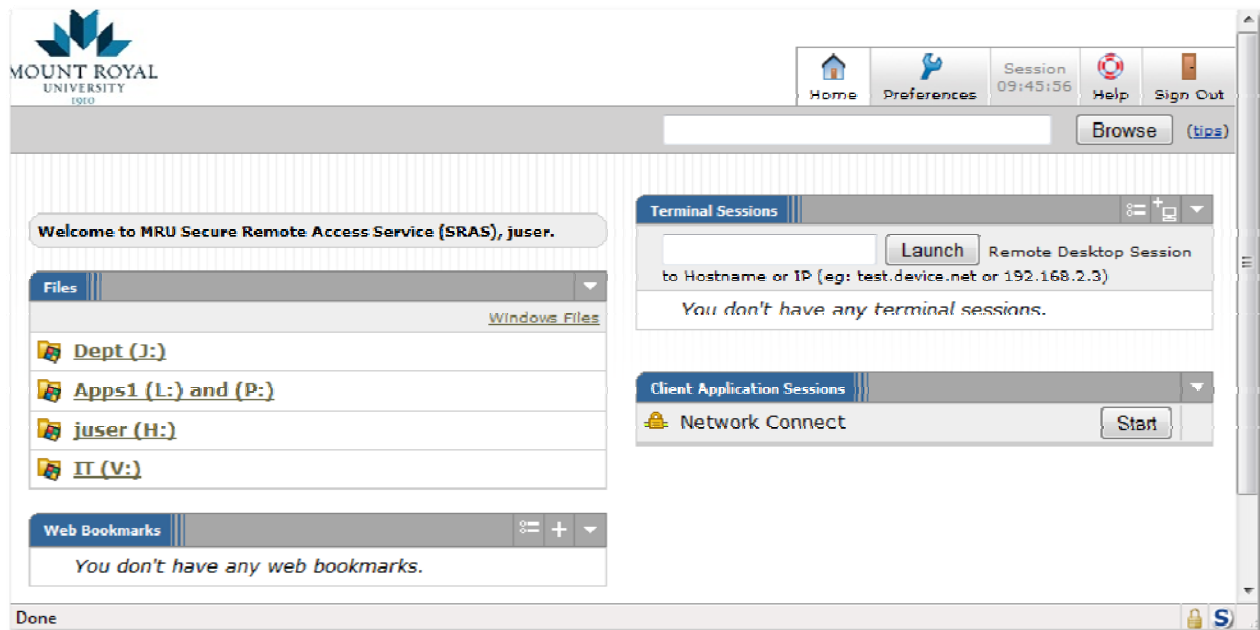 MOUNT ROYAL
UNIVERSITY
1910
Home
Preferences
Session
09:45:56
Help
Sign Out
Browse
(tips)
Welcome to MRU Secure Remote Access Service (SRAS), juser.
Files
Windows Files
Dept (J:)
Apps1 (L:) and (P:)
juser (H:)
IT (V:)
Web Bookmarks
You don't have any web bookmarks.
Terminal Sessions
Launch Remote Desktop Session
to Hostname or IP (eg: test.device.net or 192.168.2.3)
You don't have any terminal sessions.
Client Application Sessions
Network Connect
Start
Done
S